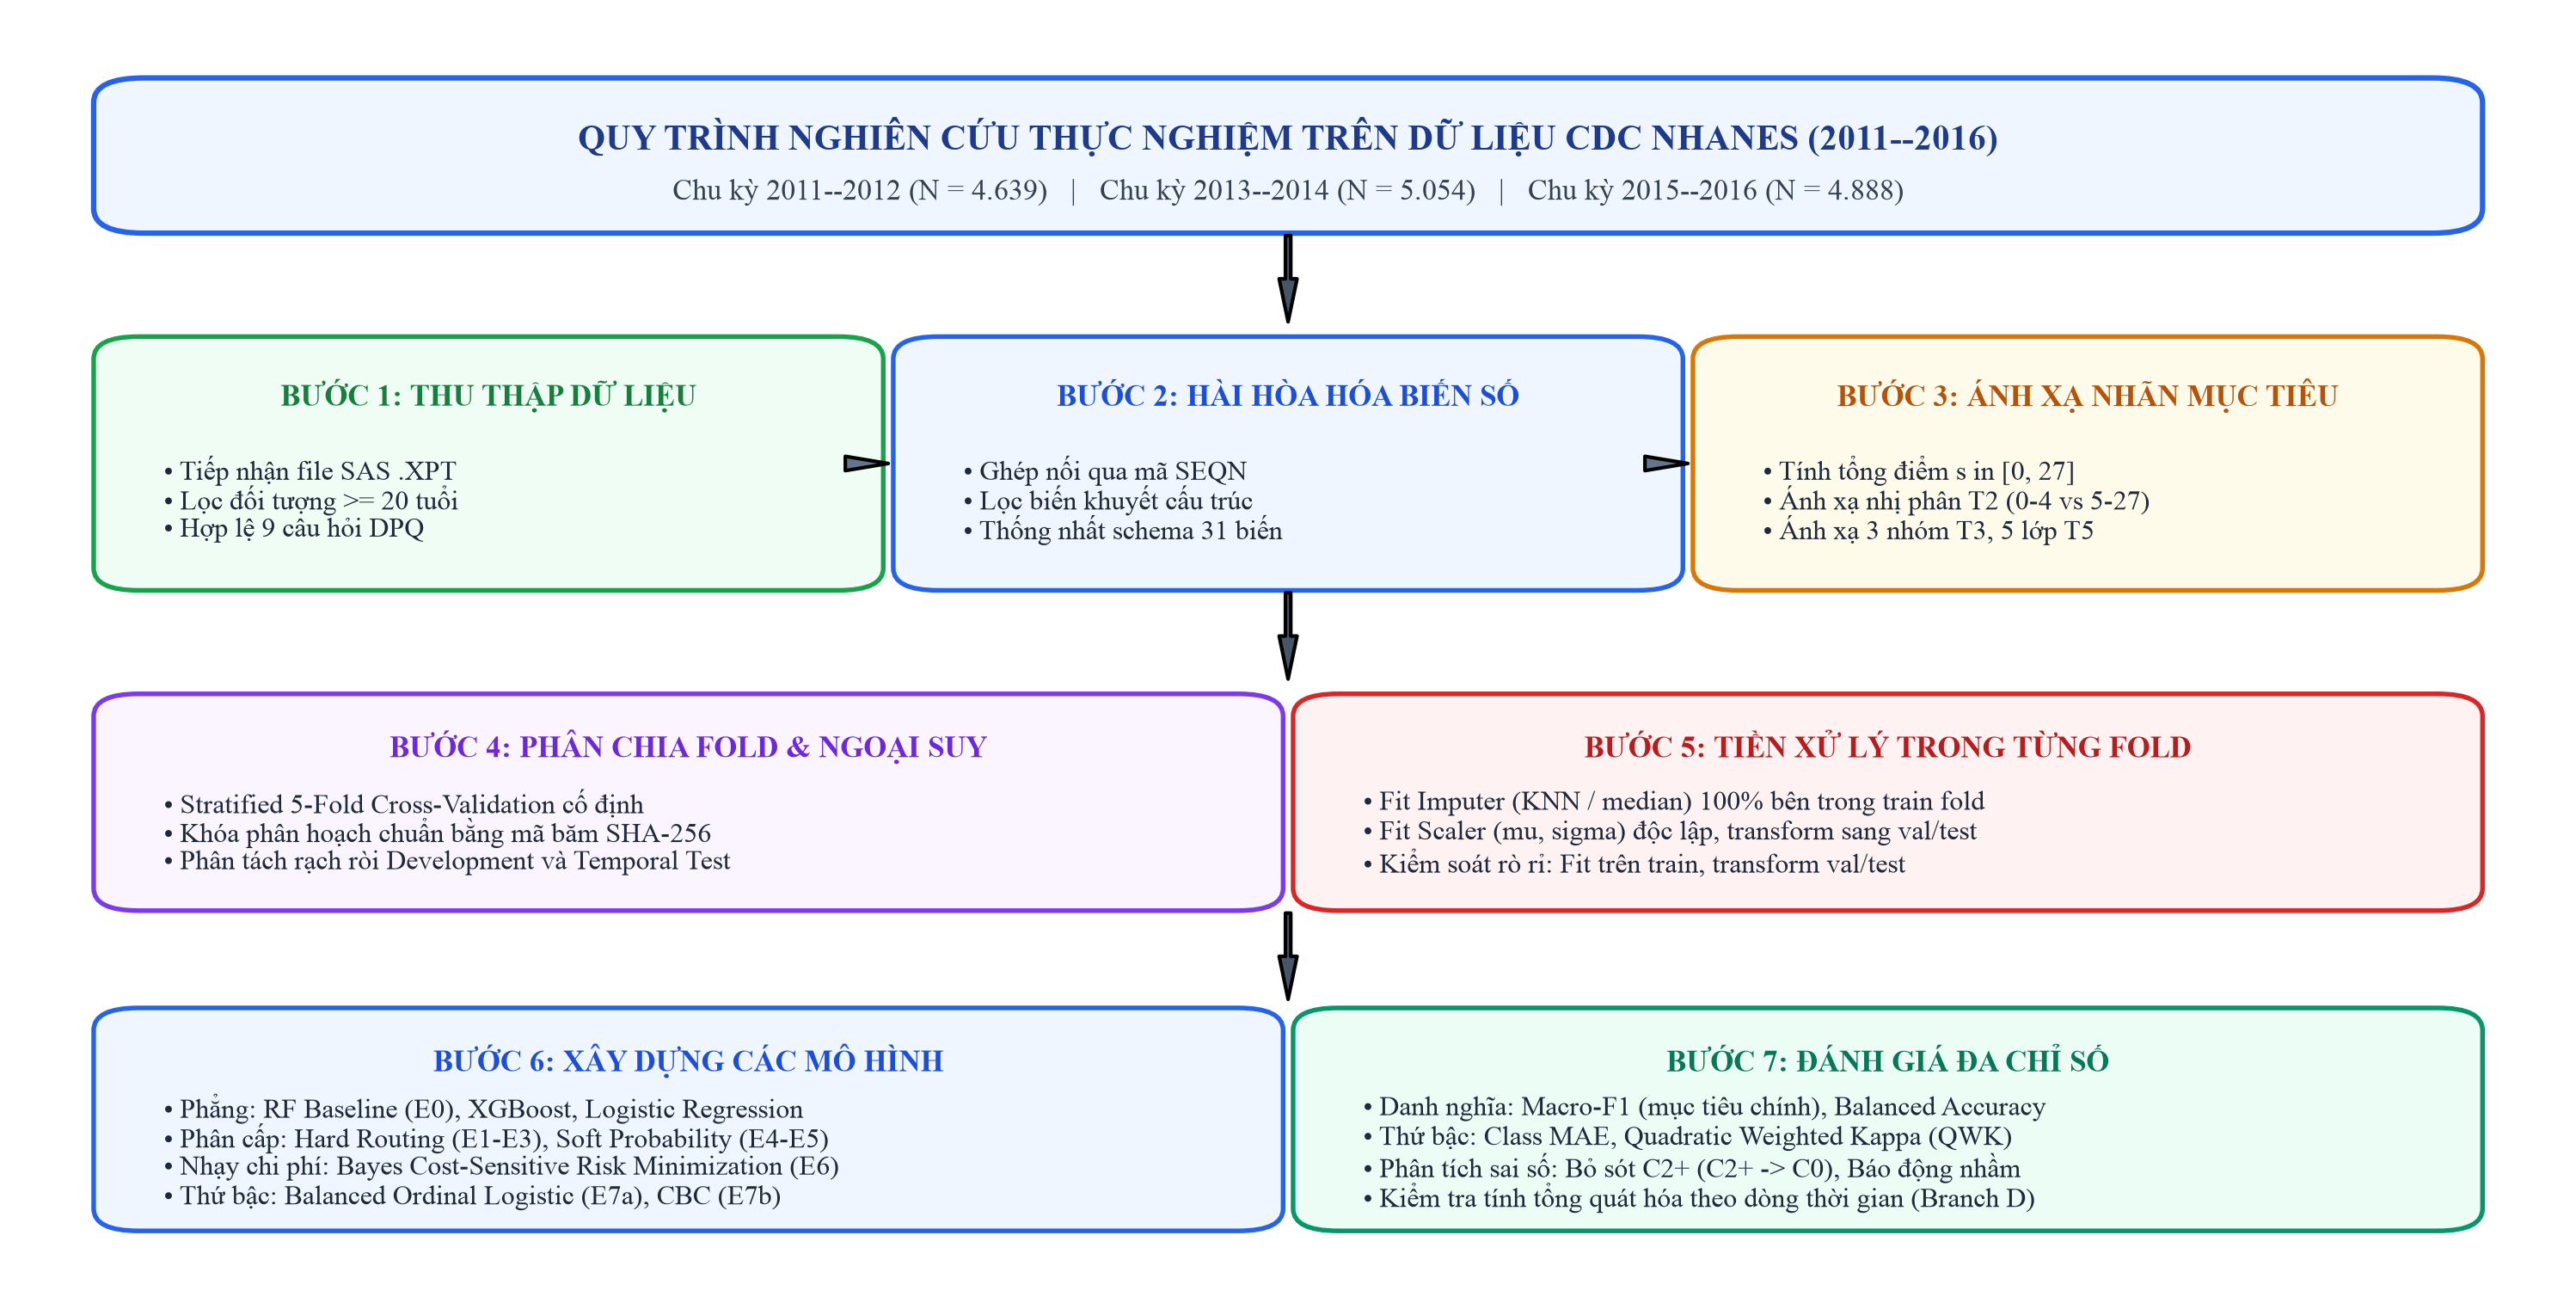 QUY TRÌNH NGHIÊN CỨU THỰC NGHIỆM TRÊN DỮ LIỆU CDC NHANES (2011--2016)
Chu kỳ 2011--2012 (N = 4.639) | Chu kỳ 2013--2014 (N = 5.054) | Chu kỳ 2015--2016 (N = 4.888)
BƯỚC 1: THU THẬP DỮ LIỆU
• Tiếp nhận file SAS .XPT
• Lọc đối tượng >= 20 tuổi
• Hợp lệ 9 câu hỏi DPQ
BƯỚC 2: HÀI HÒA HÓA BIẾN SỐ
• Ghép nối qua mã SEQN
• Lọc biến khuyết cấu trúc
• Thống nhất schema 31 biến
BƯỚC 3: ÁNH XẠ NHÃN MỤC TIÊU
• Tính tổng điểm s in [0, 27]
• Ánh xạ nhị phân T2 (0-4 vs 5-27)
• Ánh xạ 3 nhóm T3, 5 lớp T5
BƯỚC 4: PHÂN CHIA FOLD & NGOẠI SUY
• Stratified 5-Fold Cross-Validation cố định
• Khóa phân hoạch chuẩn bằng mã băm SHA-256
• Phân tách rạch ròi Development và Temporal Test
BƯỚC 5: TIỀN XỬ LÝ TRONG TỪNG FOLD
• Fit Imputer (KNN / median) 100% bên trong train fold
• Fit Scaler (mu, sigma) độc lập, transform sang val/test
• Kiểm soát rò rỉ: Fit trên train, transform val/test
BƯỚC 6: XÂY DỰNG CÁC MÔ HÌNH
• Phẳng: RF Baseline (E0), XGBoost, Logistic Regression
• Phân cấp: Hard Routing (E1-E3), Soft Probability (E4-E5)
• Nhạy chi phí: Bayes Cost-Sensitive Risk Minimization (E6)
• Thứ bậc: Balanced Ordinal Logistic (E7a), CBC (E7b)
BƯỚC 7: ĐÁNH GIÁ ĐA CHỈ SỐ
• Danh nghĩa: Macro-F1 (mục tiêu chính), Balanced Accuracy
• Thứ bậc: Class MAE, Quadratic Weighted Kappa (QWK)
• Phân tích sai số: Bỏ sót C2+ (C2+ -> C0), Báo động nhầm
• Kiểm tra tính tổng quát hóa theo dòng thời gian (Branch D)